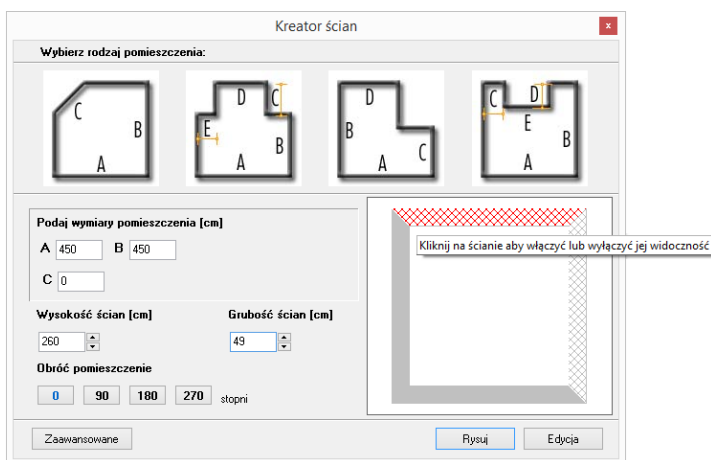 Kreator ścian
x
Wybierz rodzaj pomieszczenia:
C B A
D C E B A
D B A C
C D E B A
Podaj wymiary pomieszczenia [cm]
A 450 B 450
C 0
Kliknij na ścianie aby włączyć lub wyłączyć jej widoczność
Wysokość ścian [cm] Grubość ścian [cm]
260 49
Obróć pomieszczenie
0 90 180 270 stopni
Zaawansowane Rysuj Edycja